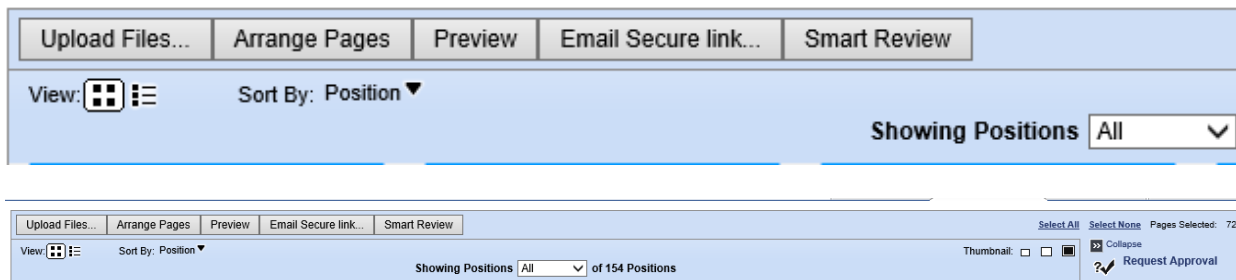 Upload Files... Arrange Pages Preview Email Secure link... Smart Review
View: Sort By: Position
Showing Positions All
Upload Files... Arrange Pages Preview Email Secure link... Smart Review Select All Select None Pages Selected: 72
View: Sort By: Position Thumbnail: Collapse
Request Approval
Showing Positions All of 154 Positions